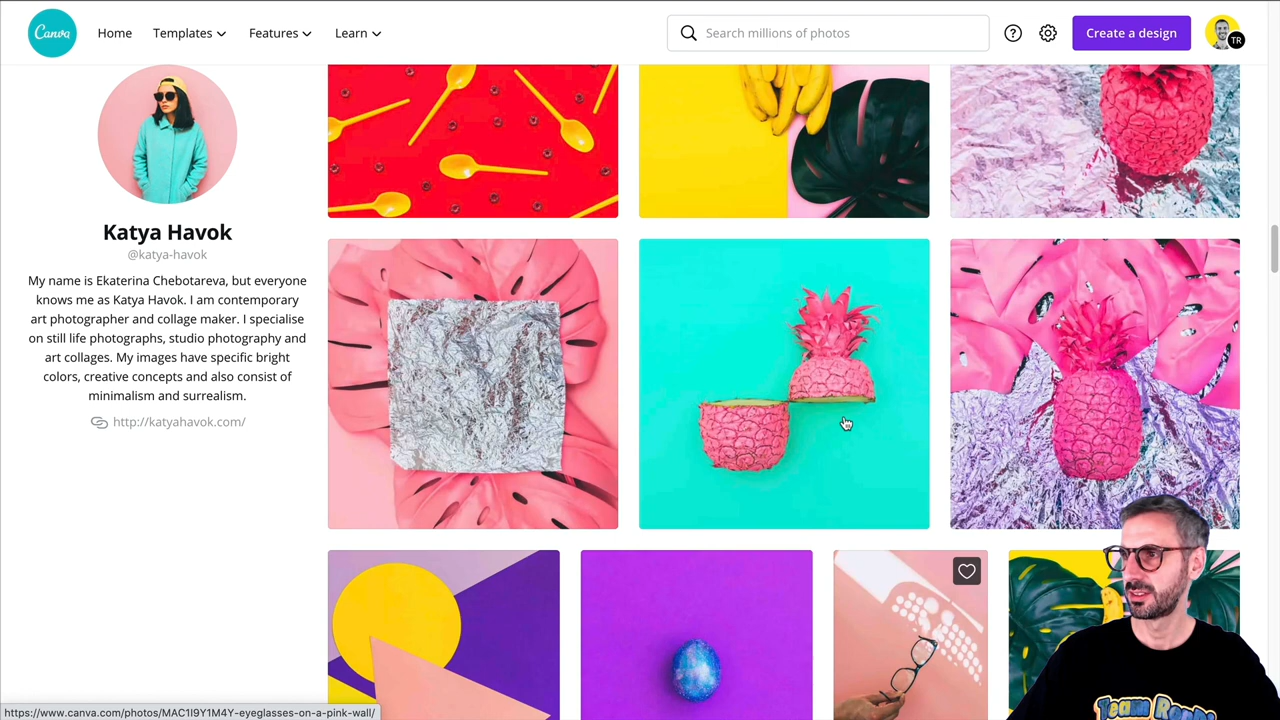 Canva
Home
Templates
Features
Learn
Search millions of photos
Create a design
TR
Katya Havok
@katya-havok
My name is Ekaterina Chebotareva, but everyone
knows me as Katya Havok. I am contemporary
art photographer and collage maker. I specialise
on still life photographs, studio photography and
art collages. My images have specific bright
colors, creative concepts and also consist of
minimalism and surrealism.
http://katyahavok.com/
https://www.canva.com/photos/MAC1I9Y1M4Y-eyeglasses-on-a-pink-wall/
Team